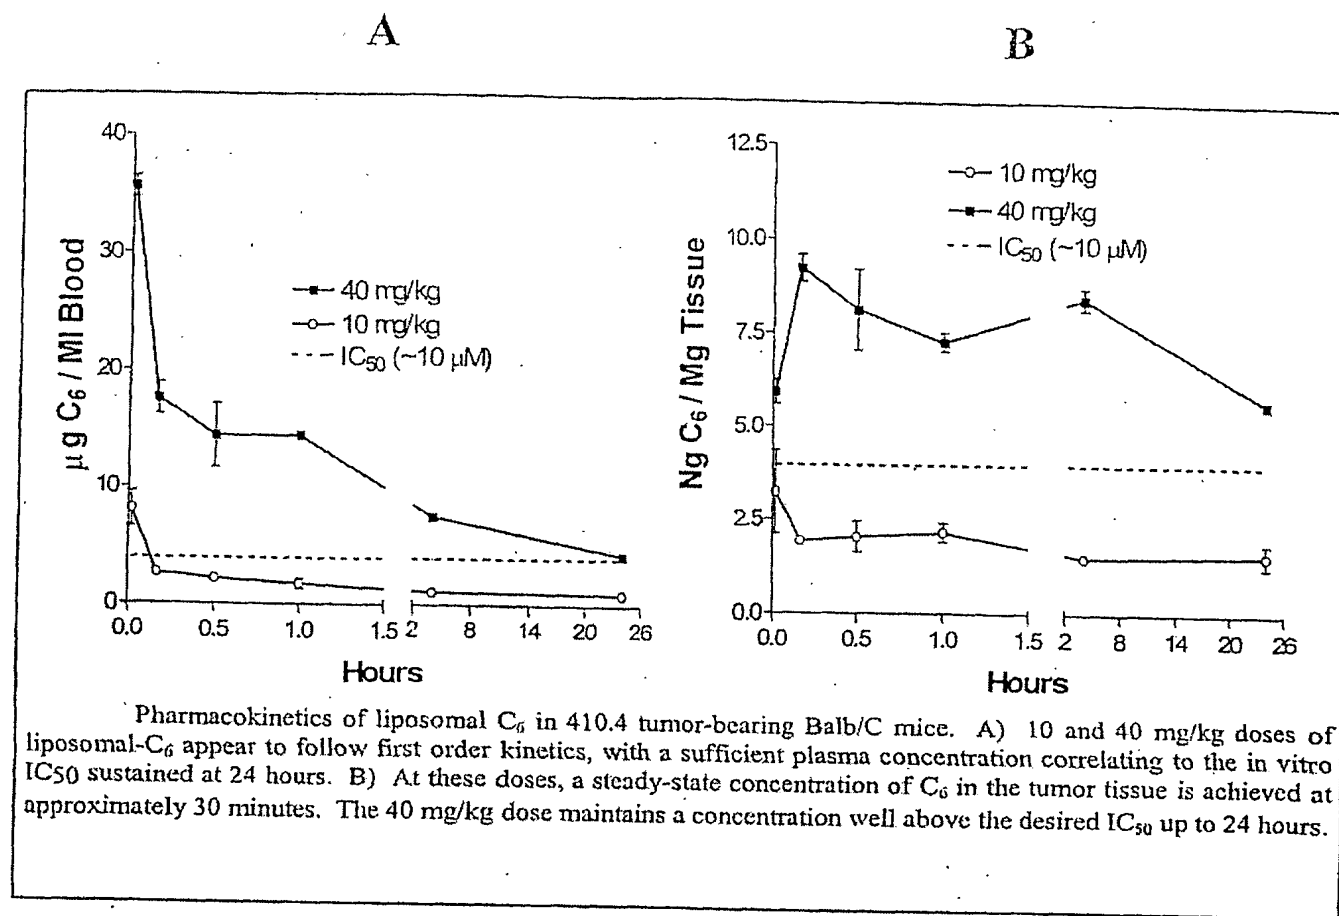 A
B
40
30
20
10
0
µg C₆ / Ml Blood
40 mg/kg
10 mg/kg
IC₅₀ (~10 µM)
0.0 0.5 1.0 1.5 2 8 14 20 26
Hours
12.5
10.0
7.5
5.0
2.5
0.0
Ng C₆ / Mg Tissue
10 mg/kg
40 mg/kg
IC₅₀ (~10 µM)
0.0 0.5 1.0 1.5 2 8 14 20 26
Hours
Pharmacokinetics of liposomal C₆ in 410.4 tumor-bearing Balb/C mice. A) 10 and 40 mg/kg doses of
liposomal-C₆ appear to follow first order kinetics, with a sufficient plasma concentration correlating to the in vitro
IC50 sustained at 24 hours. B) At these doses, a steady-state concentration of C₆ in the tumor tissue is achieved at
approximately 30 minutes. The 40 mg/kg dose maintains a concentration well above the desired IC₅₀ up to 24 hours.